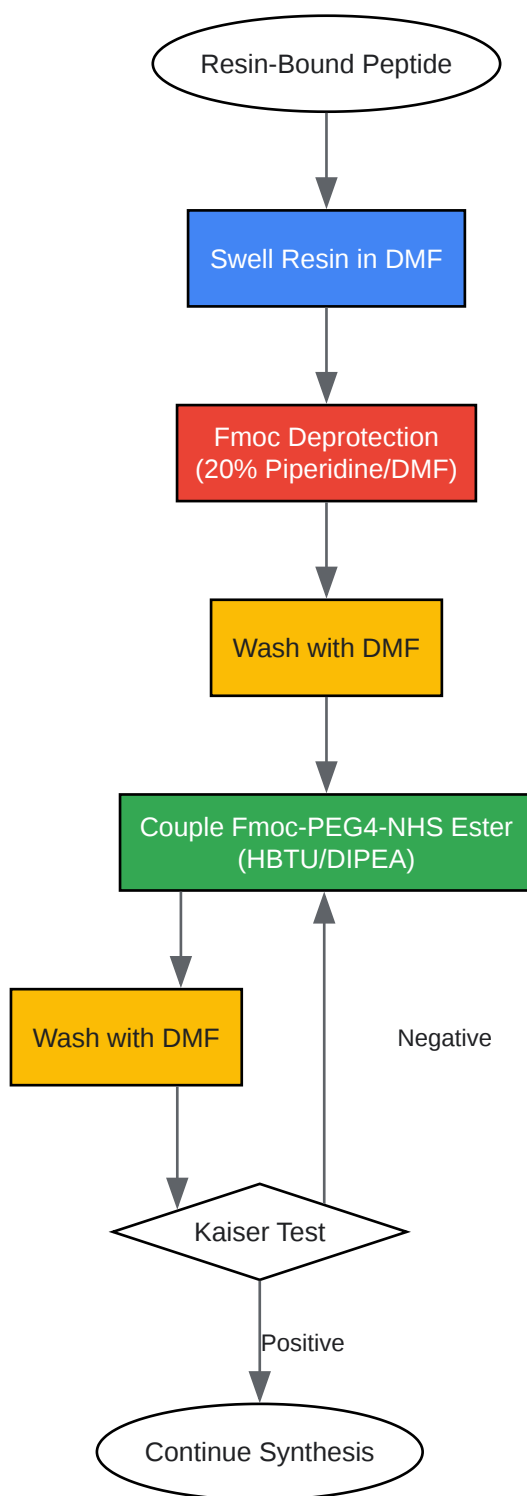 Resin-Bound Peptide
Swell Resin in DMF
Fmoc Deprotection
(20% Piperidine/DMF)
Wash with DMF
Couple Fmoc-PEG4-NHS Ester
(HBTU/DIPEA)
Wash with DMF
Negative
Kaiser Test
Positive
Continue Synthesis